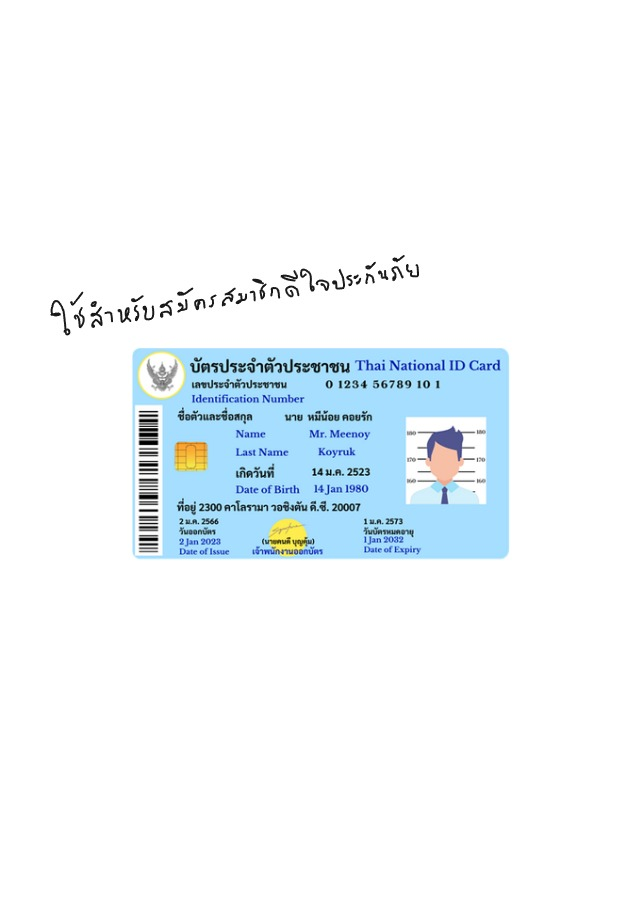 ใช้สำหรับสมัครสมาชิกดีใจประกันภัย
บัตรประจำตัวประชาชน Thai National ID Card
เลขประจำตัวประชาชน 0 1234 56789 10 1
Identification Number
ชื่อตัวและชื่อสกุล นาย หมีน้อย คอยรัก
Name Mr. Meenoy
Last Name Koyruk
เกิดวันที่ 14 ม.ค. 2523
Date of Birth 14 Jan 1980
ที่อยู่ 2300 คาโลรามา วอชิงตัน ดี.ซี. 20007
180 180
170 170
160 160
2 ม.ค. 2566 1 ม.ค. 2573
วันออกบัตร วันบัตรหมดอายุ
2 Jan 2023 (นายคนดี บุญคุ้ม) 1 Jan 2032
Date of Issue เจ้าพนักงานออกบัตร Date of Expiry